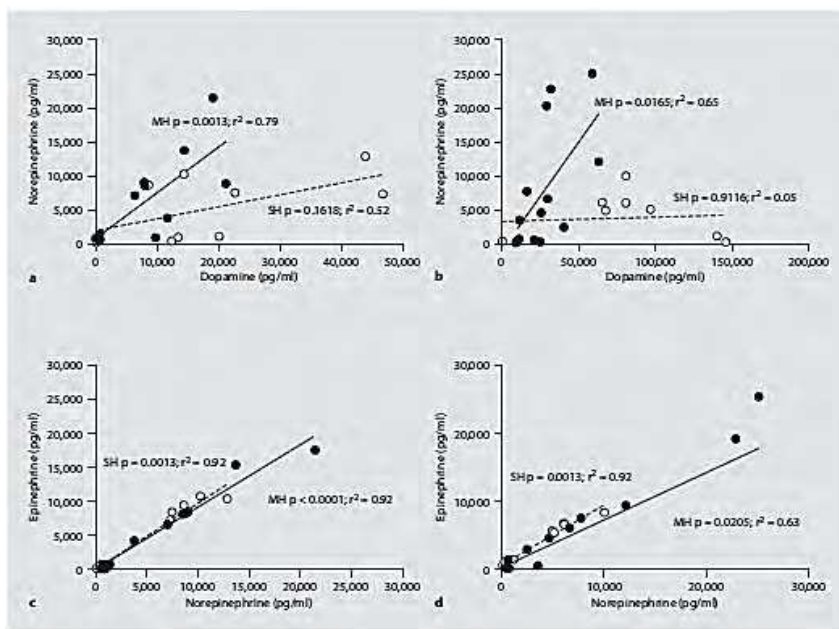 30,000
25,000
20,000
15,000
10,000
5,000
0
Norepinephrine (pg/ml)
MH p = 0.0013; r² = 0.79
SH p = 0.1618; r² = 0.52
0
10,000
20,000
30,000
40,000
50,000
Dopamine (pg/ml)
a
30,000
25,000
20,000
15,000
10,000
5,000
0
Norepinephrine (pg/ml)
MH p = 0.0165; r² = 0.65
SH p = 0.9116; r² = 0.05
0
50,000
100,000
150,000
200,000
Dopamine (pg/ml)
b
30,000
25,000
20,000
15,000
10,000
5,000
0
Epinephrine (pg/ml)
SH p = 0.0013; r² = 0.92
MH p < 0.0001; r² = 0.92
0
5,000
10,000
15,000
20,000
25,000
30,000
Norepinephrine (pg/ml)
c
30,000
20,000
10,000
0
Epinephrine (pg/ml)
SH p = 0.0013; r² = 0.92
MH p = 0.0205; r² = 0.63
0
10,000
20,000
30,000
Norepinephrine (pg/ml)
d